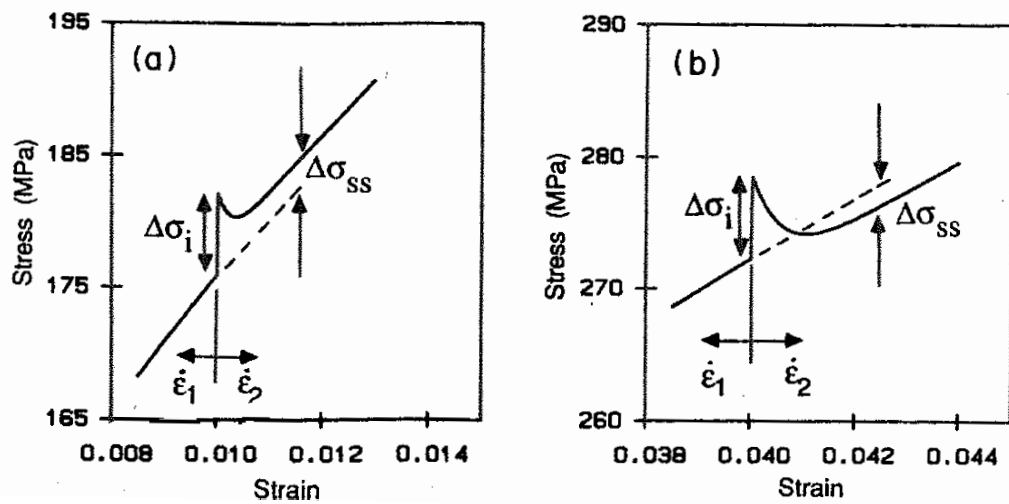 195
(a)
185
Δσss
Δσi
175
ε̇1 ε̇2
165
0.008 0.010 0.012 0.014
Strain
Stress (MPa)
290
(b)
280
Δσi
Δσss
270
ε̇1 ε̇2
260
0.038 0.040 0.042 0.044
Strain
Stress (MPa)